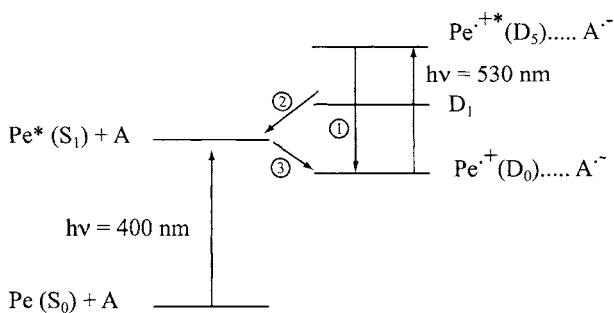 Pe·+*(D5)..... A·-
hν = 530 nm
②
①
D1
Pe* (S1) + A
③
Pe·+(D0)..... A·-
hν = 400 nm
Pe (S0) + A